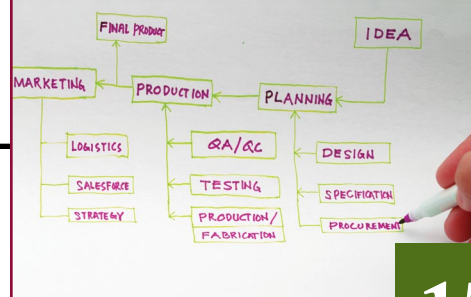 FINAL PRODUCT
IDEA
MARKETING
PRODUCTION
PLANNING
LOGISTICS
QA/QC
DESIGN
SALESFORCE
TESTING
SPECIFICATION
STRATEGY
PRODUCTION/
FABRICATION
PROCUREMENT